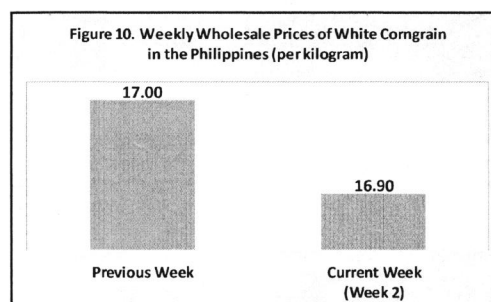 Figure 10. Weekly Wholesale Prices of White Corngrain
in the Philippines (per kilogram)
17.00
16.90
Previous Week
Current Week
(Week 2)